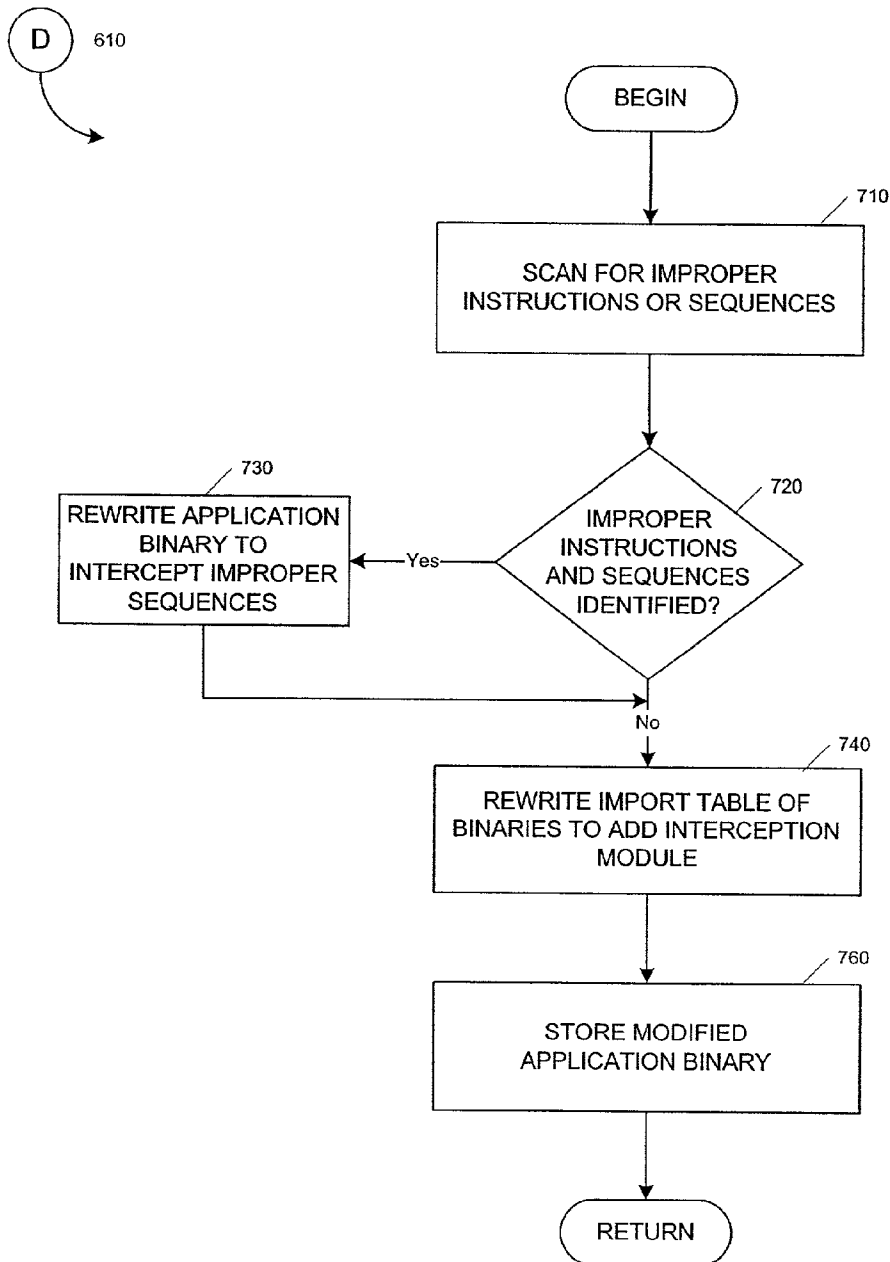 D
610
BEGIN
710
SCAN FOR IMPROPER
INSTRUCTIONS OR SEQUENCES
720
IMPROPER
INSTRUCTIONS
AND SEQUENCES
IDENTIFIED?
Yes
730
REWRITE APPLICATION
BINARY TO
INTERCEPT IMPROPER
SEQUENCES
No
740
REWRITE IMPORT TABLE OF
BINARIES TO ADD INTERCEPTION
MODULE
760
STORE MODIFIED
APPLICATION BINARY
RETURN